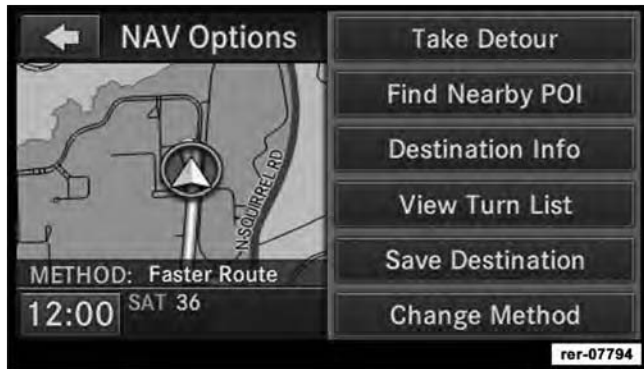 NAV Options
N-SQUIRREL RD
METHOD: Faster Route
12:00
SAT 36
Take Detour
Find Nearby POI
Destination Info
View Turn List
Save Destination
Change Method
rer-07794